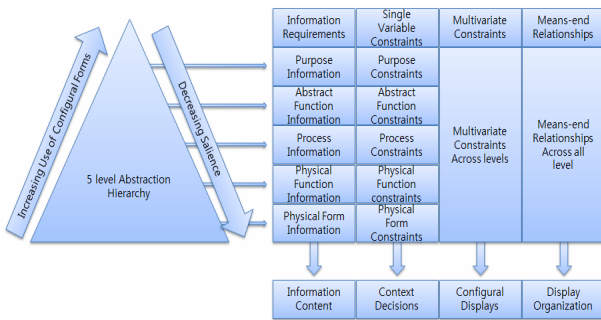 Increasing Use of Configural Forms
Decreasing Salience
5 level Abstraction
Hierarchy
Information
Requirements
Single
Variable
Constraints
Multivariate
Constraints
Means-end
Relationships
Purpose
Information
Purpose
Constraints
Abstract
Function
Information
Abstract
Function
Constraints
Process
Information
Process
Constraints
Physical
Function
Information
Physical
Function
constraints
Physical Form
Information
Physical
Form
Constraints
Multivariate
Constraints
Across levels
Means-end
Relationships
Across all
level
Information
Content
Context
Decisions
Configural
Displays
Display
Organization